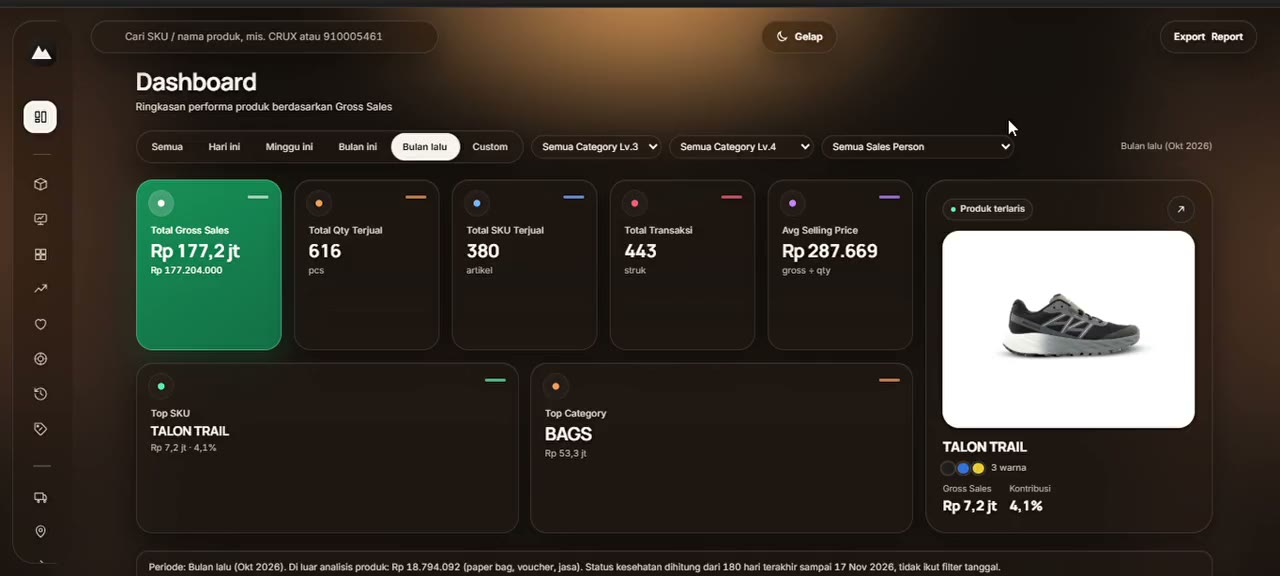 Cari SKU / nama produk, mis. CRUX atau 910005461
Gelap
Export Report
Dashboard
Ringkasan performa produk berdasarkan Gross Sales
Semua Hari ini Minggu ini Bulan ini Bulan lalu Custom Semua Category Lv.3 Semua Category Lv.4 Semua Sales Person Bulan lalu (Okt 2026)
Total Gross Sales
Rp 177,2 jt
Rp 177.204.000
Total Qty Terjual
616
pcs
Total SKU Terjual
380
artikel
Total Transaksi
443
struk
Avg Selling Price
Rp 287.669
gross ÷ qty
Produk terlaris
TALON TRAIL
3 warna
Gross Sales Kontribusi
Rp 7,2 jt 4,1%
Top SKU
TALON TRAIL
Rp 7,2 jt · 4,1%
Top Category
BAGS
Rp 53,3 jt
Periode: Bulan lalu (Okt 2026). Di luar analisis produk: Rp 18.794.092 (paper bag, voucher, jasa). Status kesehatan dihitung dari 180 hari terakhir sampai 17 Nov 2026, tidak ikut filter tanggal.